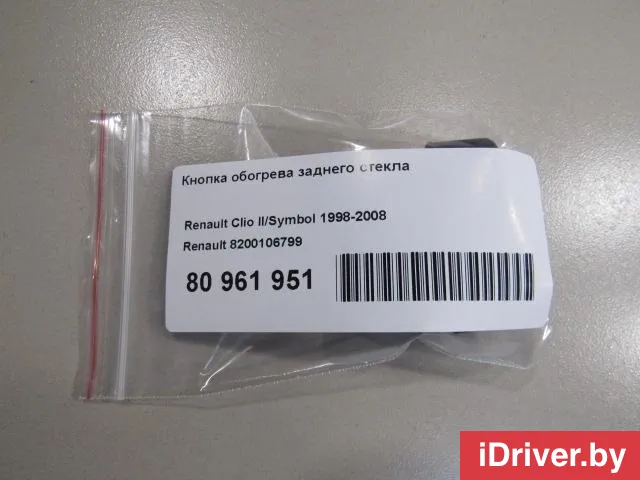 Кнопка обогрева заднего стекла
Renault Clio II/Symbol 1998-2008
Renault 8200106799
80 961 951
iDriver.by